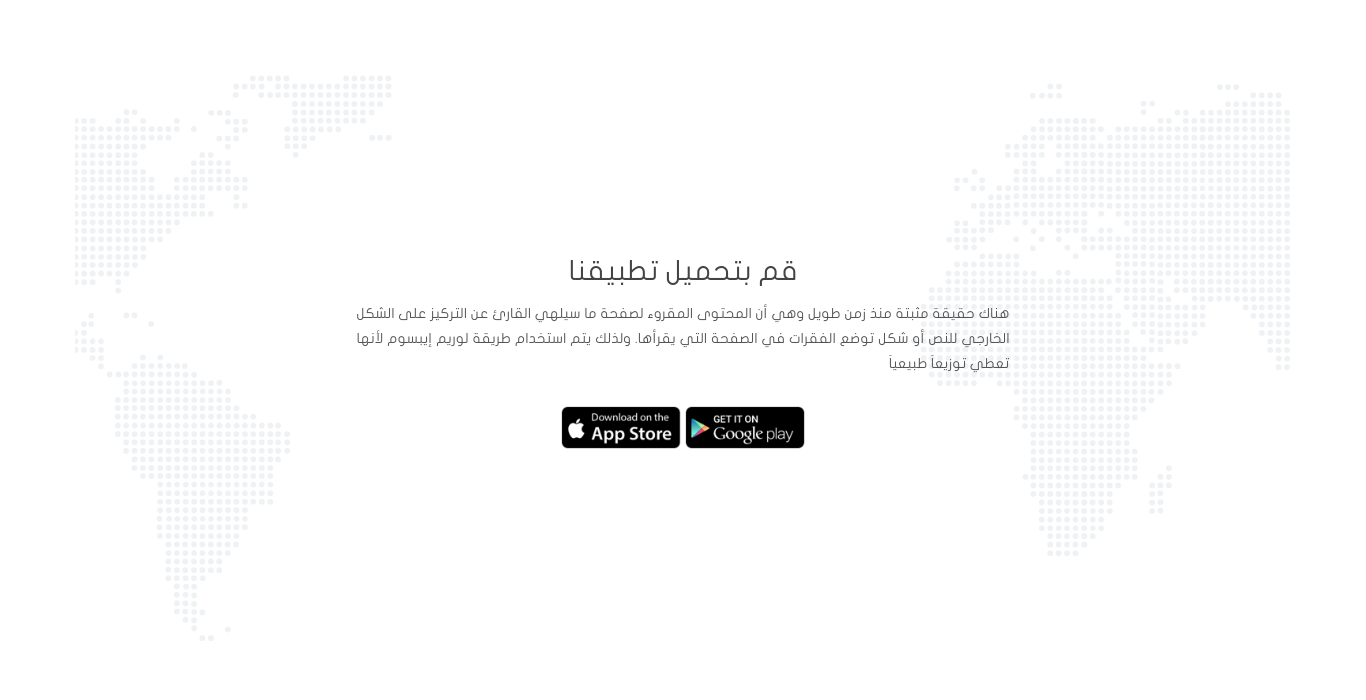 قم بتحميل تطبيقنا
هناك حقيقة مثبتة منذ زمن طويل وهي أن المحتوى المقروء لصفحة ما سيلهي القارئ عن التركيز على الشكل
الخارجي للنص أو شكل توضع الفقرات في الصفحة التي يقرأها. ولذلك يتم استخدام طريقة لوريم إيبسوم لأنها
تعطي توزيعاَ طبيعياَ
Download on the
App Store
GET IT ON
Google play